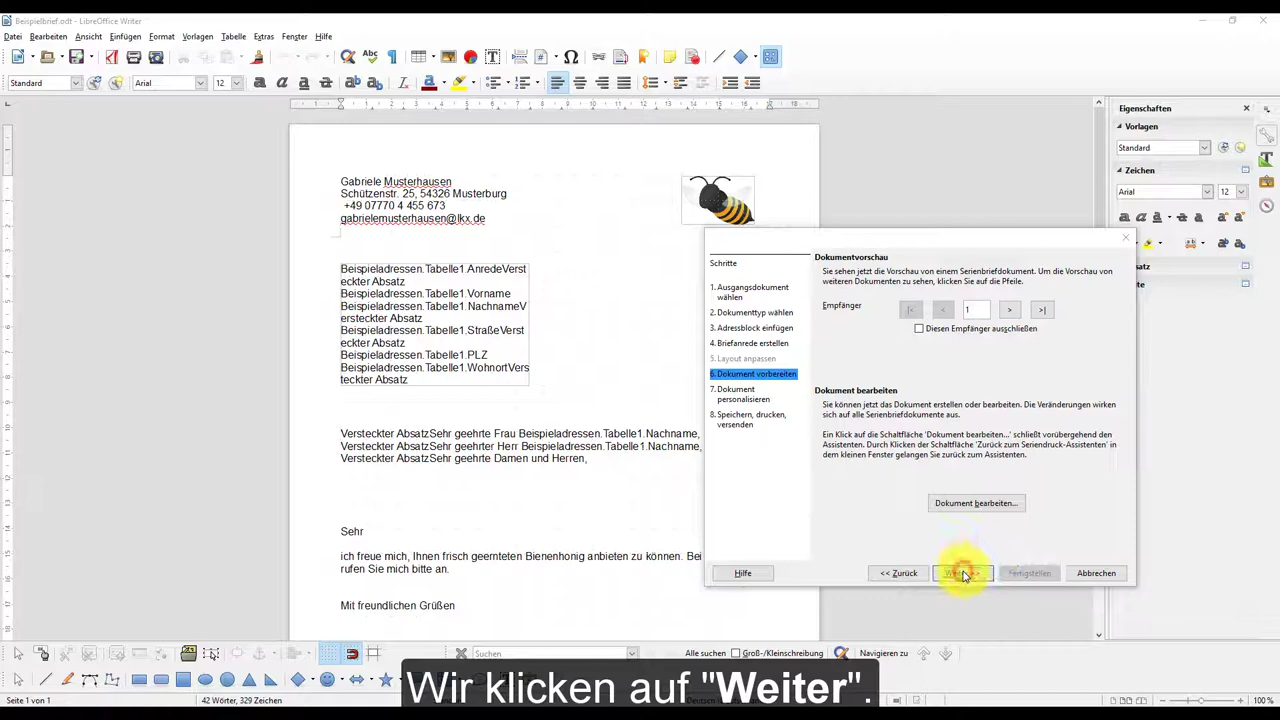 Beispielbrief.odt - LibreOffice Writer
Datei Bearbeiten Ansicht Einfügen Format Vorlagen Tabelle Extras Fenster Hilfe
Standard Arial 12
Eigenschaften
Vorlagen
Standard
Zeichen
Arial 12
Gabriele Musterhausen
Schützenstr. 25, 54326 Musterburg
+49 07770 4 455 673
gabrielemusterhausen@lkx.de
Beispieladressen.Tabelle1.AnredeVerst
eckter Absatz
Beispieladressen.Tabelle1.Vorname
Beispieladressen.Tabelle1.NachnameV
ersteckter Absatz
Beispieladressen.Tabelle1.StraßeVerst
eckter Absatz
Beispieladressen.Tabelle1.PLZ
Beispieladressen.Tabelle1.WohnortVers
teckter Absatz
Versteckter AbsatzSehr geehrte Frau Beispieladressen.Tabelle1.Nachname,
Versteckter AbsatzSehr geehrter Herr Beispieladressen.Tabelle1.Nachname,
Versteckter AbsatzSehr geehrte Damen und Herren,
Sehr
ich freue mich, Ihnen frisch geernteten Bienenhonig anbieten zu können. Bei
rufen Sie mich bitte an.
Mit freundlichen Grüßen
Schritte
1. Ausgangsdokument
wählen
2. Dokumenttyp wählen
3. Adressblock einfügen
4. Briefanrede erstellen
5. Layout anpassen
6. Dokument vorbereiten
7. Dokument
personalisieren
8. Speichern, drucken,
versenden
Dokumentvorschau
Sie sehen jetzt die Vorschau von einem Serienbriefdokument. Um die Vorschau von
weiteren Dokumenten zu sehen, klicken Sie auf die Pfeile.
Empfänger |< < 1 > >|
Diesen Empfänger ausschließen
Dokument bearbeiten
Sie können jetzt das Dokument erstellen oder bearbeiten. Die Veränderungen wirken
sich auf alle Serienbriefdokumente aus.
Ein Klick auf die Schaltfläche 'Dokument bearbeiten...' schließt vorübergehend den
Assistenten. Durch Klicken der Schaltfläche 'Zurück zum Seriendruck-Assistenten' in
dem kleinen Fenster gelangen Sie zurück zum Assistenten.
Dokument bearbeiten...
Hilfe << Zurück Weiter >> Fertigstellen Abbrechen
Suchen Alle suchen Groß-/Kleinschreibung Navigieren zu
Seite 1 von 1 42 Wörter, 329 Zeichen 100 %
Wir klicken auf "Weiter".